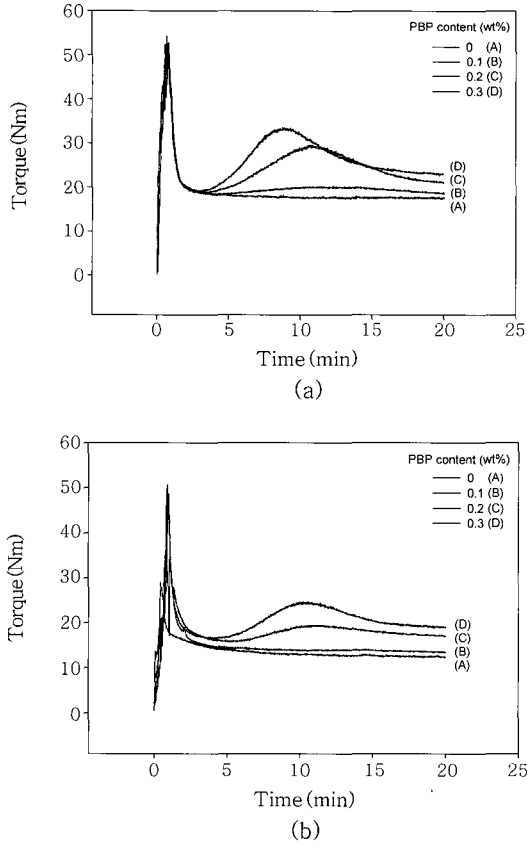 60
50
40
30
20
10
0
Torque(Nm)
PBP content (wt%)
0 (A)
0.1 (B)
0.2 (C)
0.3 (D)
(D)
(C)
(B)
(A)
0 5 10 15 20 25
Time(min)
(a)
60
50
40
30
20
10
0
Torque(Nm)
PBP content (wt%)
0 (A)
0.1 (B)
0.2 (C)
0.3 (D)
(D)
(C)
(B)
(A)
0 5 10 15 20 25
Time(min)
(b)